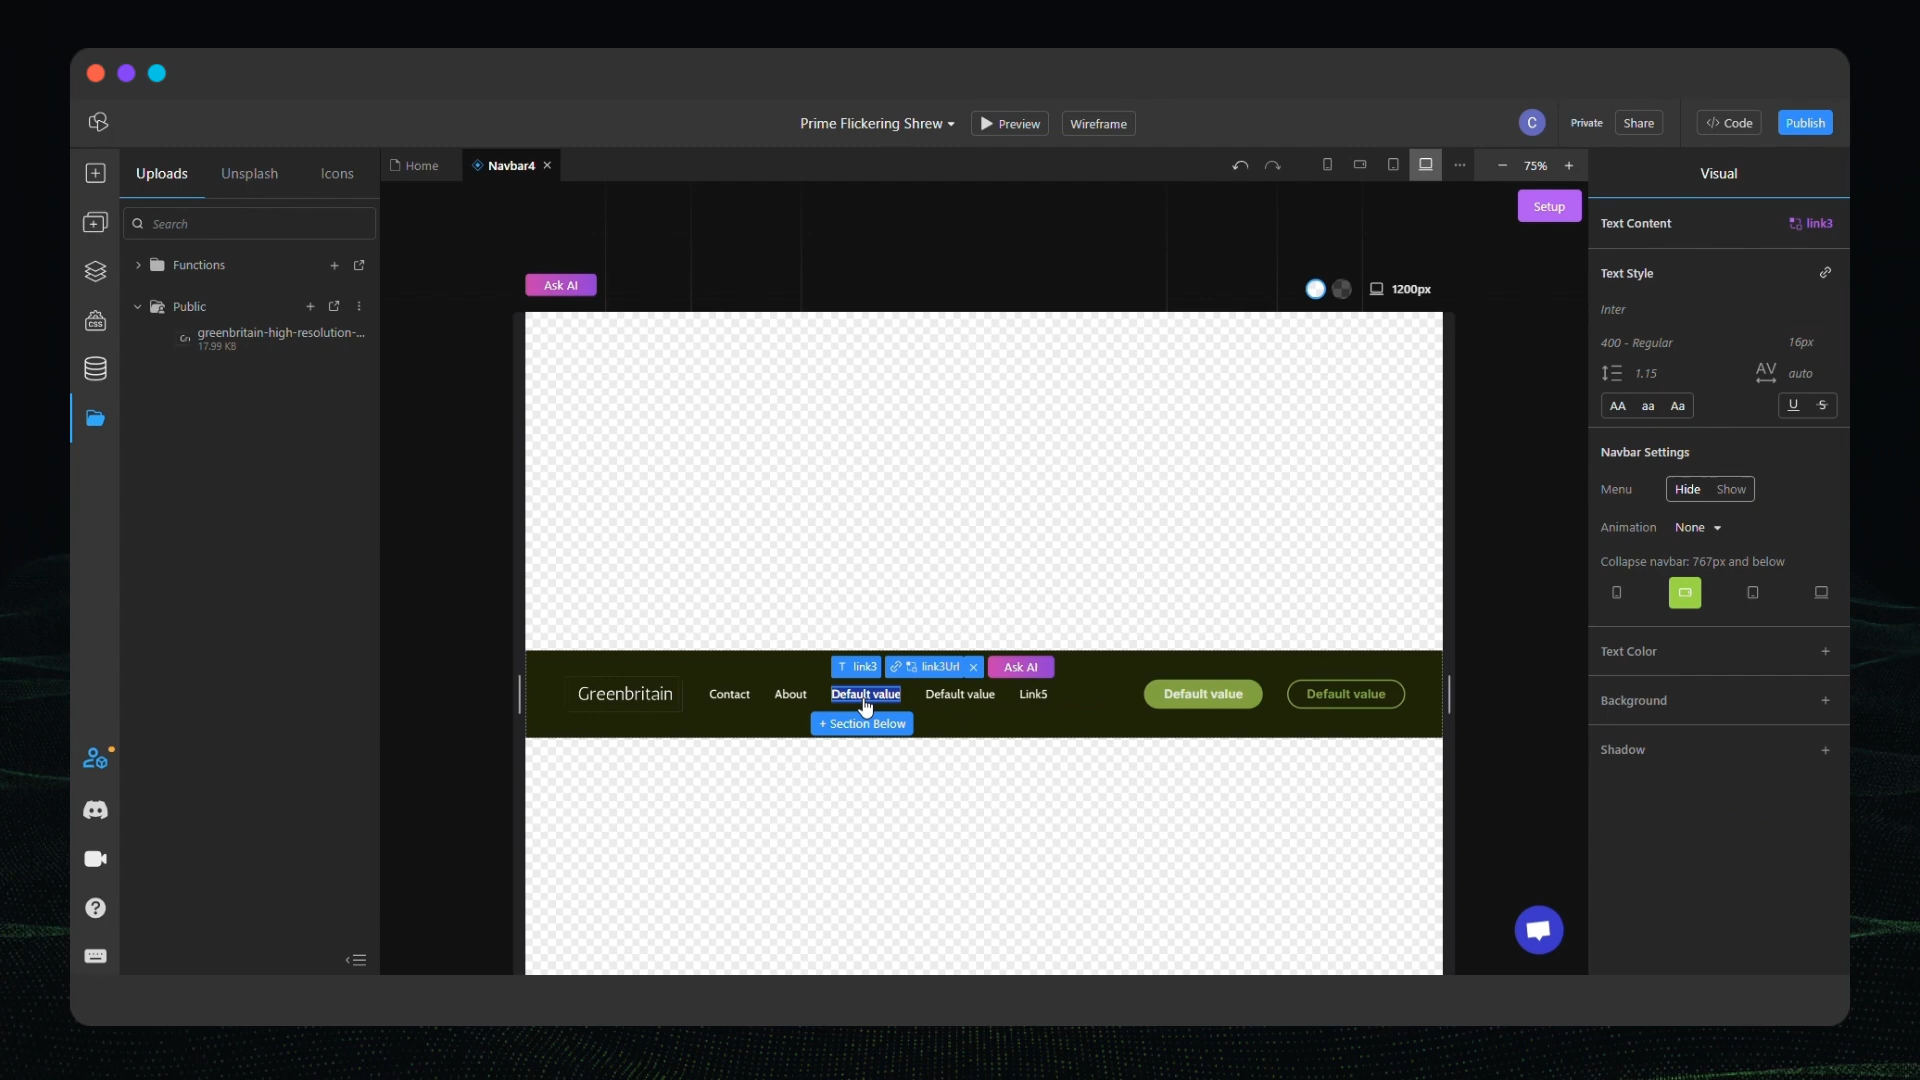 Prime Flickering Shrew
Preview
Wireframe
C
Private
Share
</> Code
Publish
Uploads
Unsplash
Icons
Home
Navbar4
75%
Visual
Search
Setup
Text Content
link3
Functions
Ask AI
1200px
Text Style
Public
Inter
greenbritain-high-resolution-...
17.99 KB
400 - Regular
16px
1.15
AV
auto
AA
aa
Aa
U
S
Navbar Settings
Menu
Hide
Show
Animation
None
Collapse navbar: 767px and below
CSS
T link3
link3Url
Ask AI
Text Color
Greenbritain
Contact
About
Default value
Default value
Link5
Default value
Default value
Background
+ Section Below
Shadow